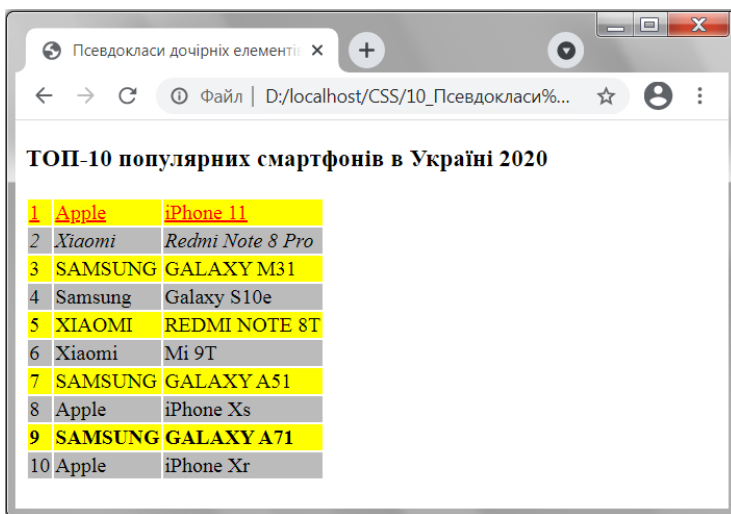 Псевдокласи дочірніх елементів
Файл | D:/localhost/CSS/10_Псевдокласи%...
ТОП-10 популярних смартфонів в Україні 2020
1 Apple iPhone 11
2 Xiaomi Redmi Note 8 Pro
3 SAMSUNG GALAXY M31
4 Samsung Galaxy S10e
5 XIAOMI REDMI NOTE 8T
6 Xiaomi Mi 9T
7 SAMSUNG GALAXY A51
8 Apple iPhone Xs
9 SAMSUNG GALAXY A71
10 Apple iPhone Xr